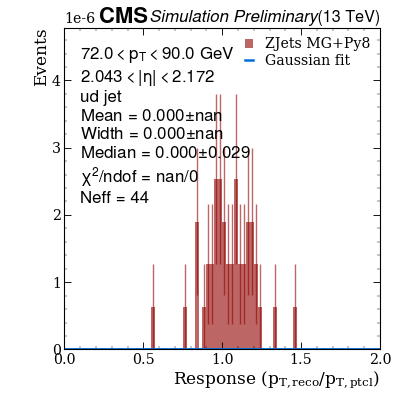 1e-6 CMS Simulation Preliminary (13 TeV)
Events
72.0 < pT < 90.0 GeV
2.043 < |η| < 2.172
ud jet
Mean = 0.000±nan
Width = 0.000±nan
Median = 0.000±0.029
χ²/ndof = nan/0
Neff = 44
ZJets MG+Py8
Gaussian fit
4
3
2
1
0
0.0 0.5 1.0 1.5 2.0
Response (pT,reco/pT,ptcl)